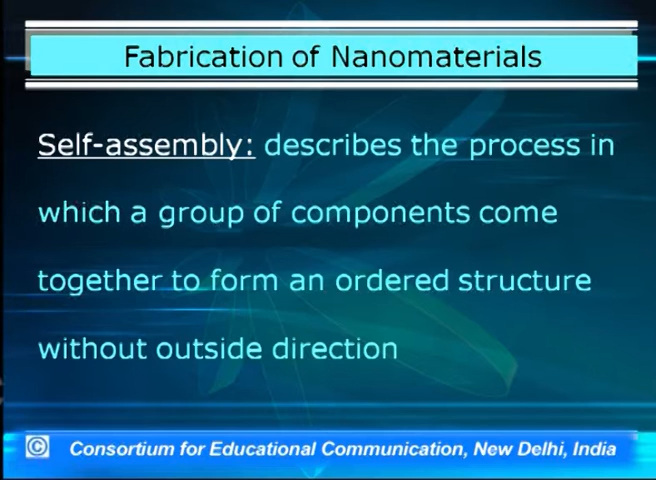 Fabrication of Nanomaterials
Self-assembly: describes the process in
which a group of components come
together to form an ordered structure
without outside direction
© Consortium for Educational Communication, New Delhi, India